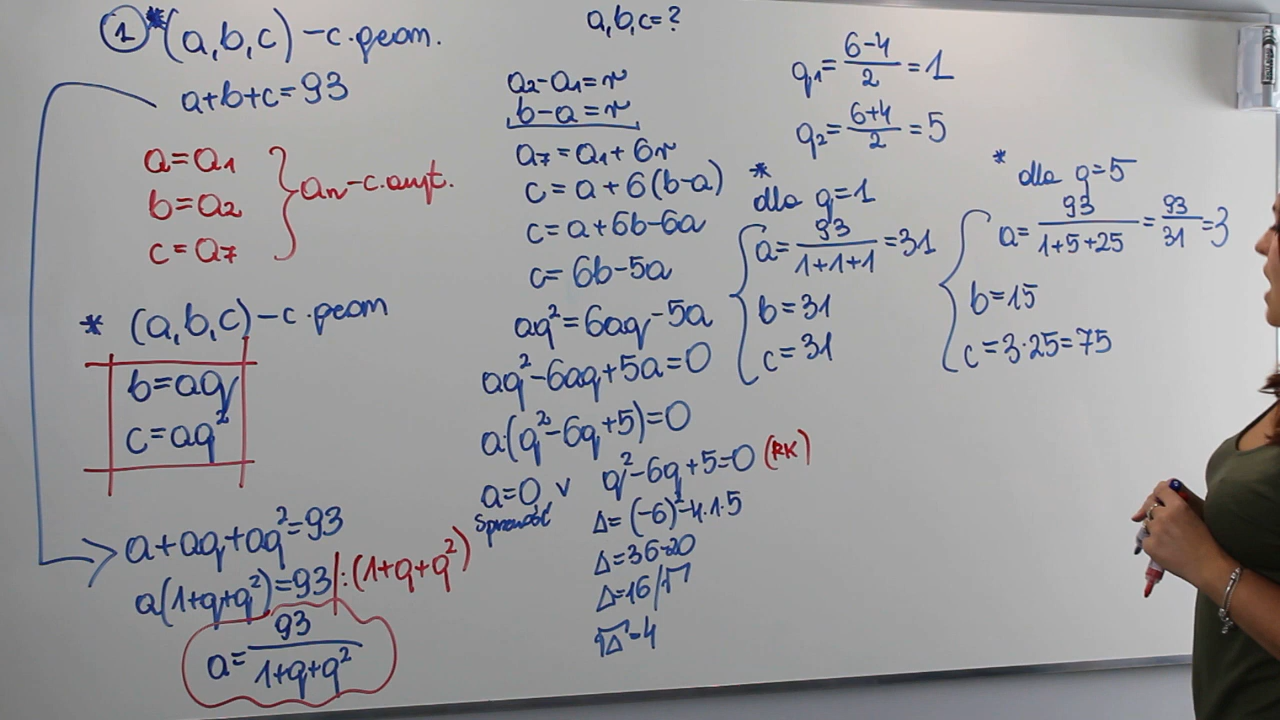 ① *(a,b,c) – c. geom.
a+b+c=93
a=a₁
b=a₂
c=a₇
} aₙ – c. aryt.
* (a,b,c) – c. geom
b=aq
c=aq²
a+aq+aq²=93
a(1+q+q²)=93 /:(1+q+q²)
a=93/(1+q+q²)
a,b,c=?
a₂–a₁=r
b–a=r
a₇=a₁+6r
c=a+6(b–a)
c=a+6b–6a
c=6b–5a
aq²=6aq–5a
aq²–6aq+5a=0
a·(q²–6q+5)=0
a=0 ∨ q²–6q+5=0 (RK)
Δ=(–6)²–4·1·5
Δ=36–20
Δ=16/√
√Δ=4
q₁=(6–4)/2=1
q₂=(6+4)/2=5
* dla q=1
a=93/(1+1+1)=31
b=31
c=31
* dla q=5
a=93/(1+5+25)=93/31=3
b=15
c=3·25=75